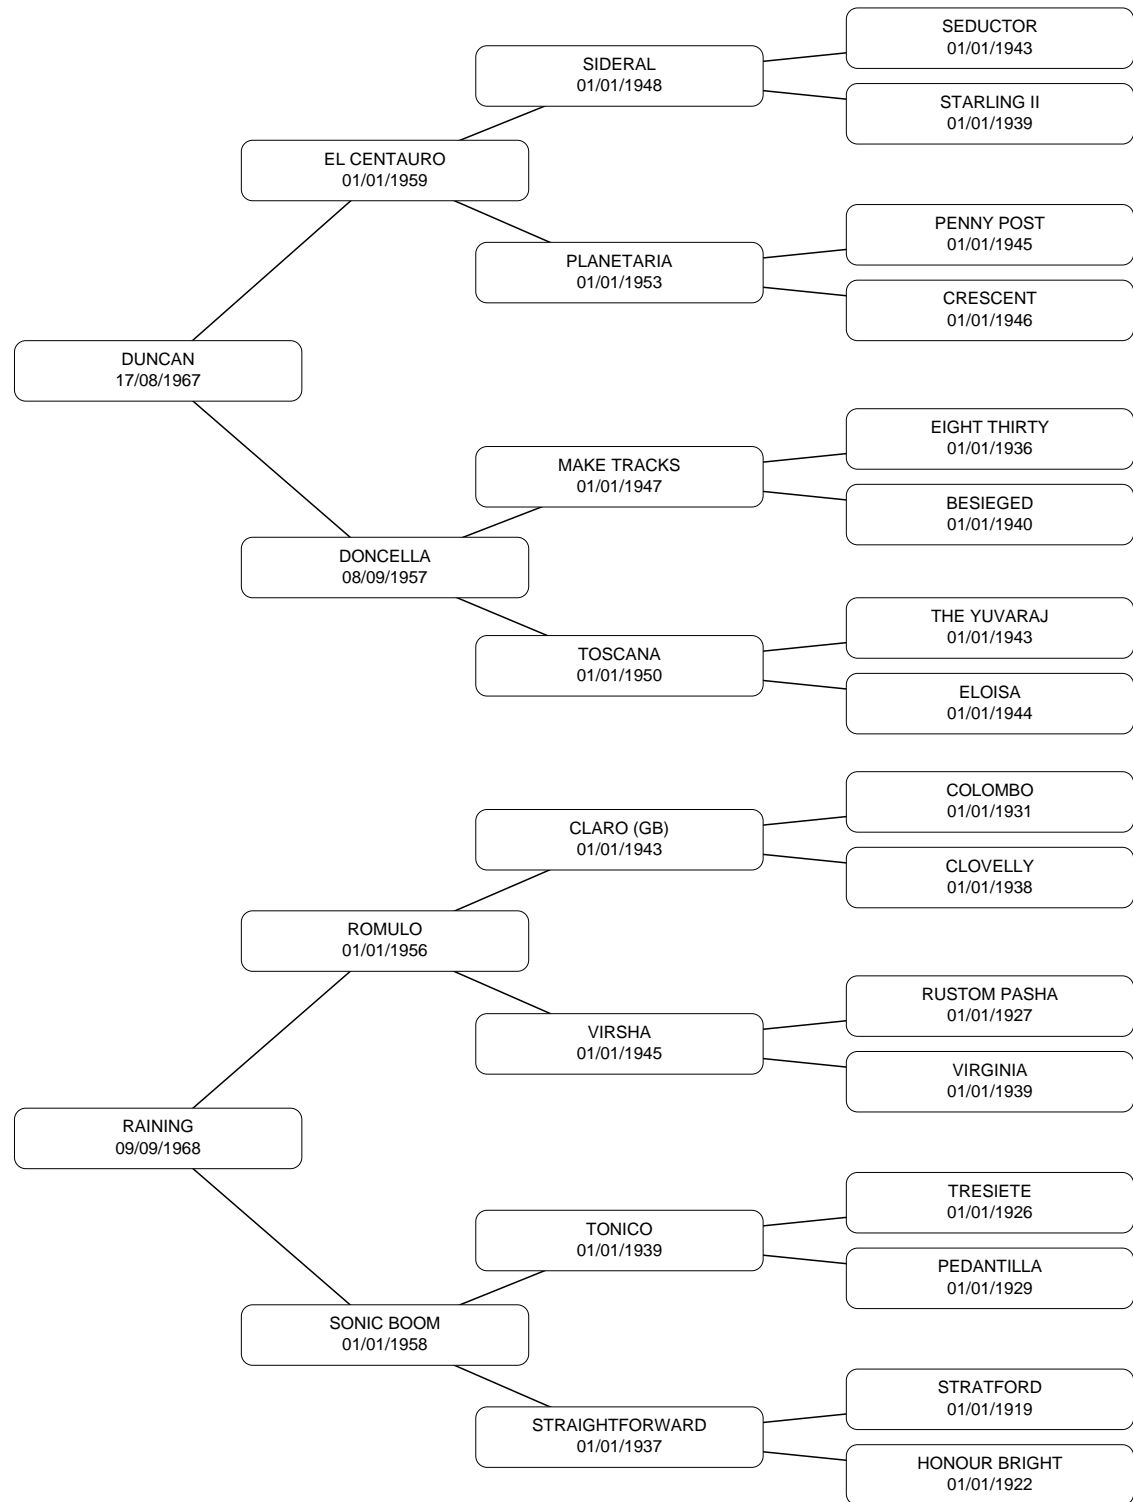 SEDUCTOR
01/01/1943
SIDERAL
01/01/1948
STARLING II
01/01/1939
EL CENTAURO
01/01/1959
PENNY POST
01/01/1945
PLANETARIA
01/01/1953
CRESCENT
01/01/1946
DUNCAN
17/08/1967
EIGHT THIRTY
01/01/1936
MAKE TRACKS
01/01/1947
BESIEGED
01/01/1940
DONCELLA
08/09/1957
THE YUVARAJ
01/01/1943
TOSCANA
01/01/1950
ELOISA
01/01/1944
COLOMBO
01/01/1931
CLARO (GB)
01/01/1943
CLOVELLY
01/01/1938
ROMULO
01/01/1956
RUSTOM PASHA
01/01/1927
VIRSHA
01/01/1945
VIRGINIA
01/01/1939
RAINING
09/09/1968
TRESIETE
01/01/1926
TONICO
01/01/1939
PEDANTILLA
01/01/1929
SONIC BOOM
01/01/1958
STRATFORD
01/01/1919
STRAIGHTFORWARD
01/01/1937
HONOUR BRIGHT
01/01/1922